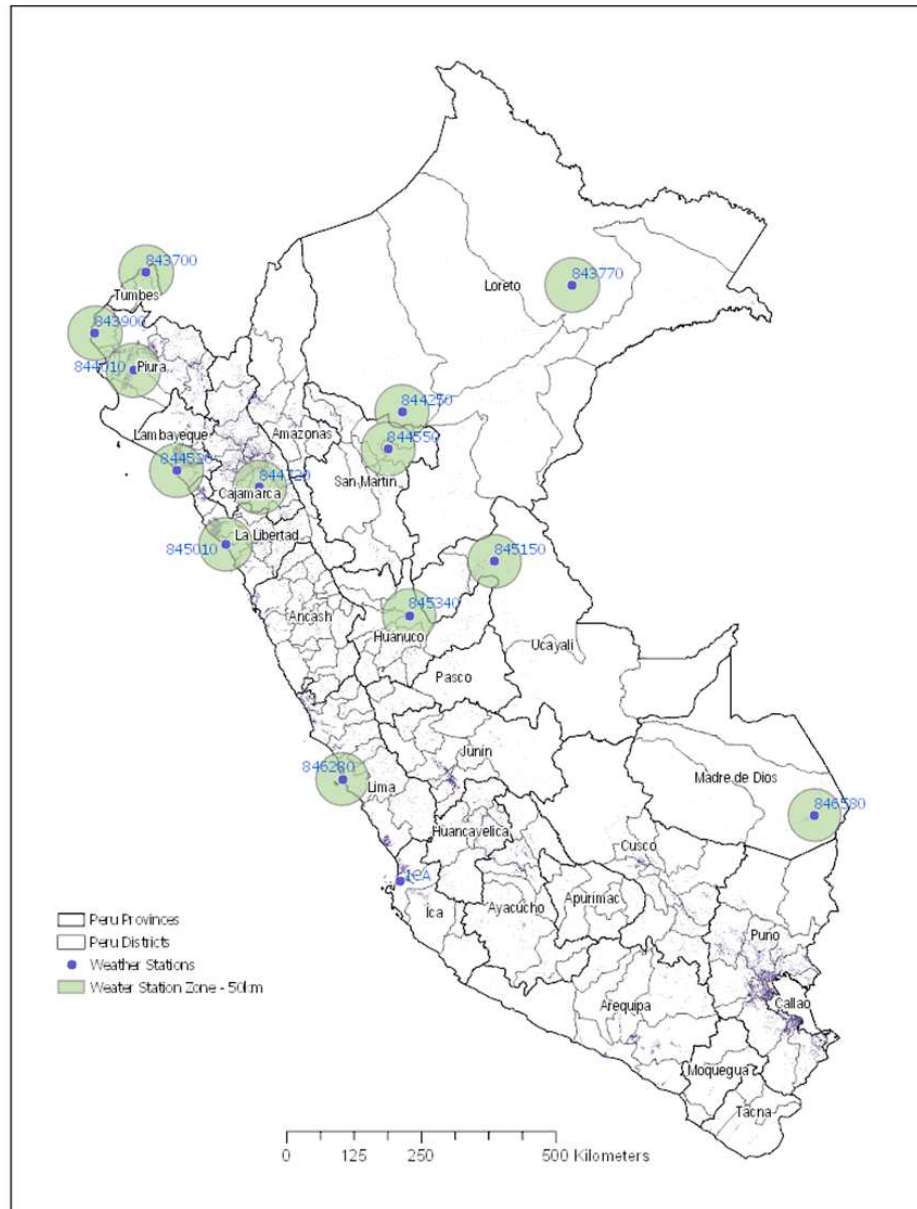 843700
Tumbes
843770
Loreto
843900
844010
Piura
844250
Lambayeque
Amazonas
844550
844720
San Martin
Cajamarca
La Libertad
845010
845150
Ancash
845340
Huanuco
Ucayali
Pasco
846280
Junin
Lima
Madre de Dios
846580
Huancavelica
Cusco
ICA
Ica
Ayacucho
Apurimac
Puno
Callao
Arequipa
Moquegua
Tacna
Peru Provinces
Peru Districts
Weather Stations
Weater Station Zone - 50km
0 125 250 500 Kilometers